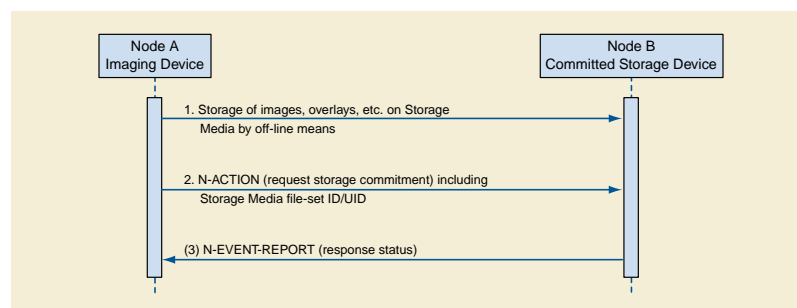 Node A
Imaging Device
Node B
Committed Storage Device
1. Storage of images, overlays, etc. on Storage
Media by off-line means
2. N-ACTION (request storage commitment) including
Storage Media file-set ID/UID
(3) N-EVENT-REPORT (response status)